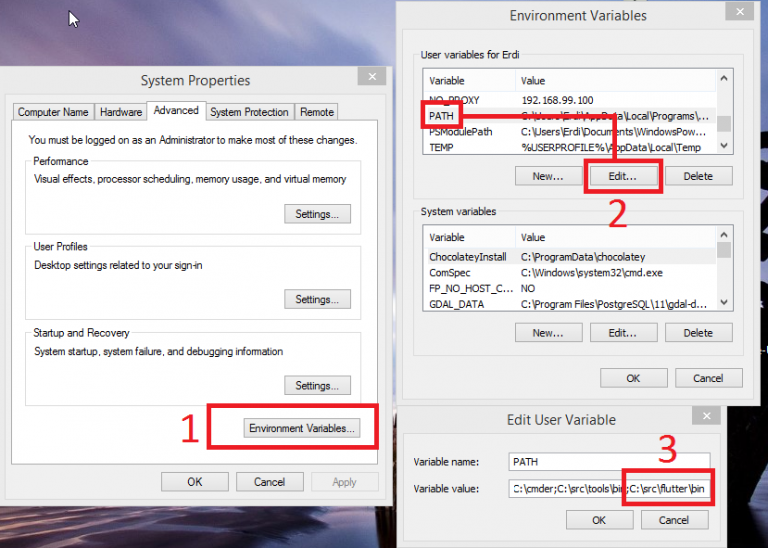 System Properties
Computer Name Hardware Advanced System Protection Remote
You must be logged on as an Administrator to make most of these changes.
Perfomance
Visual effects, processor scheduling, memory usage, and virtual memory
Settings...
User Profiles
Desktop settings related to your sign-in
Settings...
Startup and Recovery
System startup, system failure, and debugging information
Settings...
1
Environment Variables...
OK Cancel Apply
Environment Variables
User variables for Erdi
Variable Value
NO_PROXY 192.168.99.100
PATH C:\Users\Erdi\AppData\Local\Programs\...
PSModulePath C:\Users\Erdi\Documents\WindowsPow...
TEMP %USERPROFILE%\AppData\Local\Temp
New... Edit... Delete
2
System variables
Variable Value
ChocolateyInstall C:\ProgramData\chocolatey
ComSpec C:\Windows\system32\cmd.exe
FP_NO_HOST_C... NO
GDAL_DATA C:\Program Files\PostgreSQL\11\gdal-d...
New... Edit... Delete
OK Cancel
Edit User Variable
3
Variable name: PATH
Variable value: C:\cmder;C:\src\tools\bin;C:\src\flutter\bin
OK Cancel